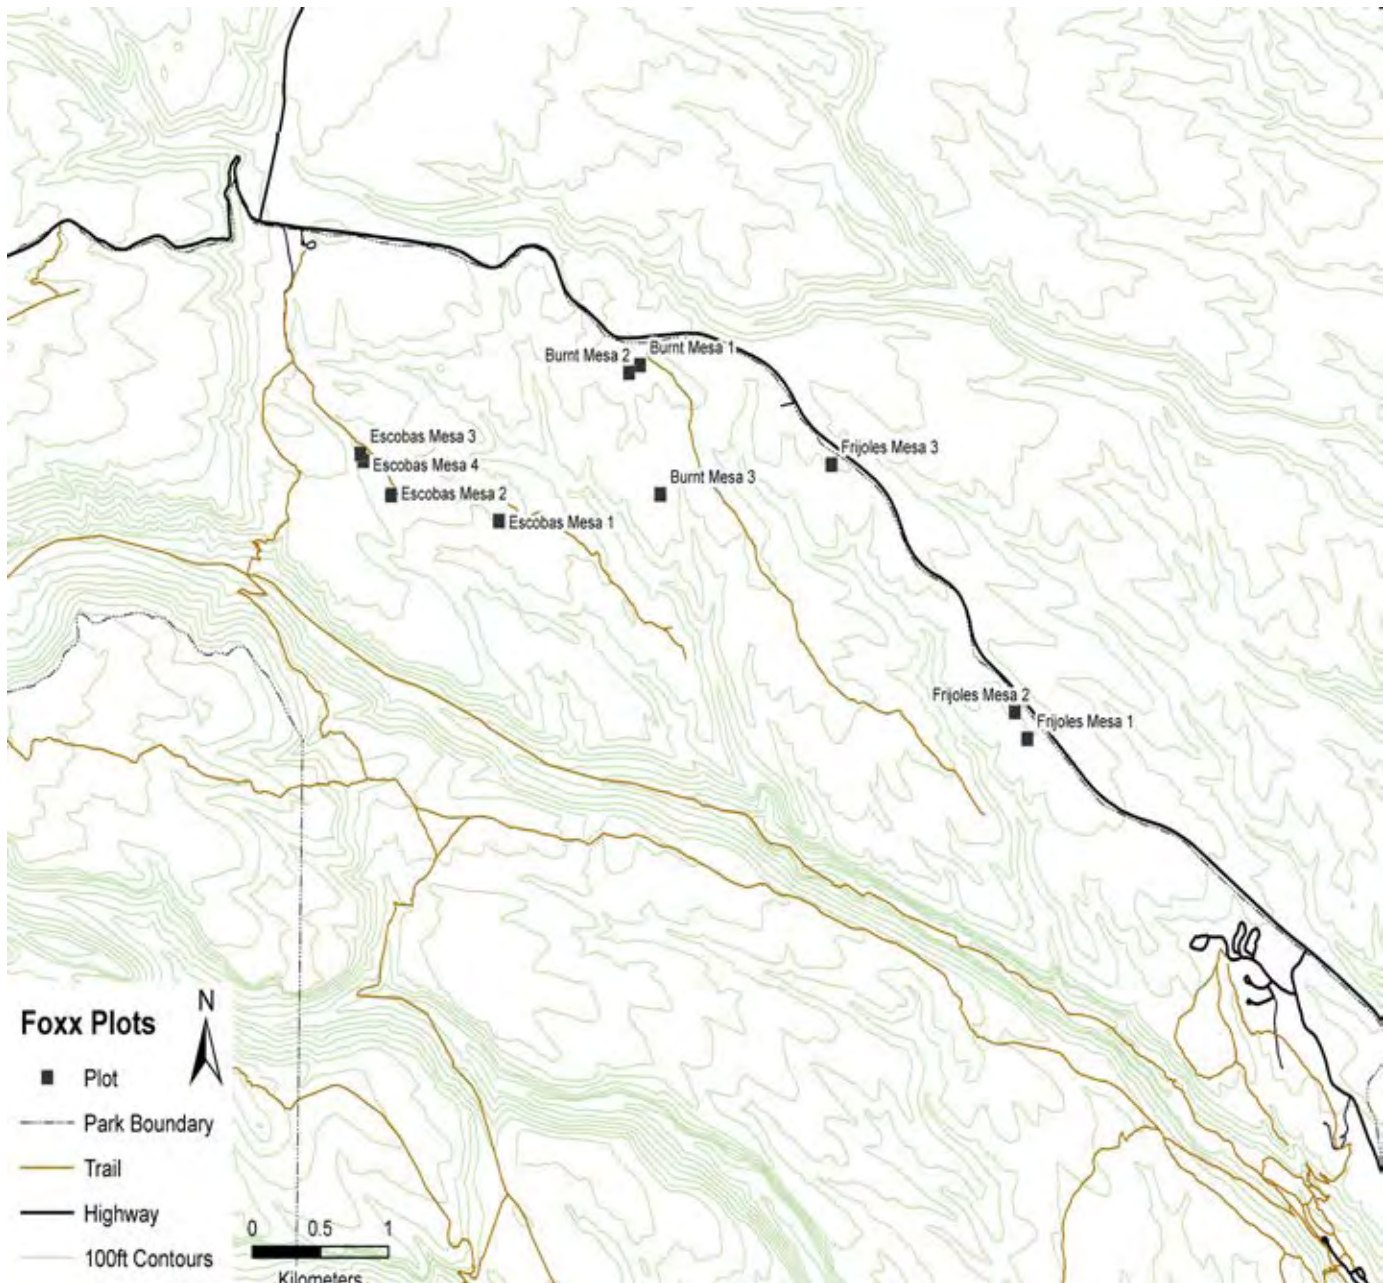 Burnt Mesa 1
Burnt Mesa 2
Escobas Mesa 3
Frijoles Mesa 3
Escobas Mesa 4
Burnt Mesa 3
Escobas Mesa 2
Escobas Mesa 1
Frijoles Mesa 2
Frijoles Mesa 1
N
Foxx Plots
Plot
Park Boundary
Trail
Highway
0 0.5 1
100ft Contours
Kilometers